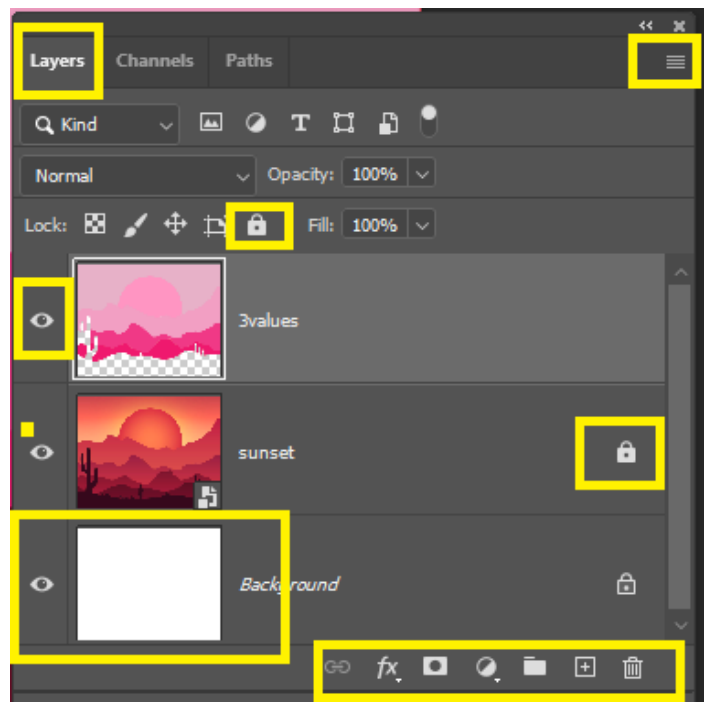 Layers Channels Paths
Kind
Normal Opacity: 100%
Lock: Fill: 100%
3values
sunset
Background
fx